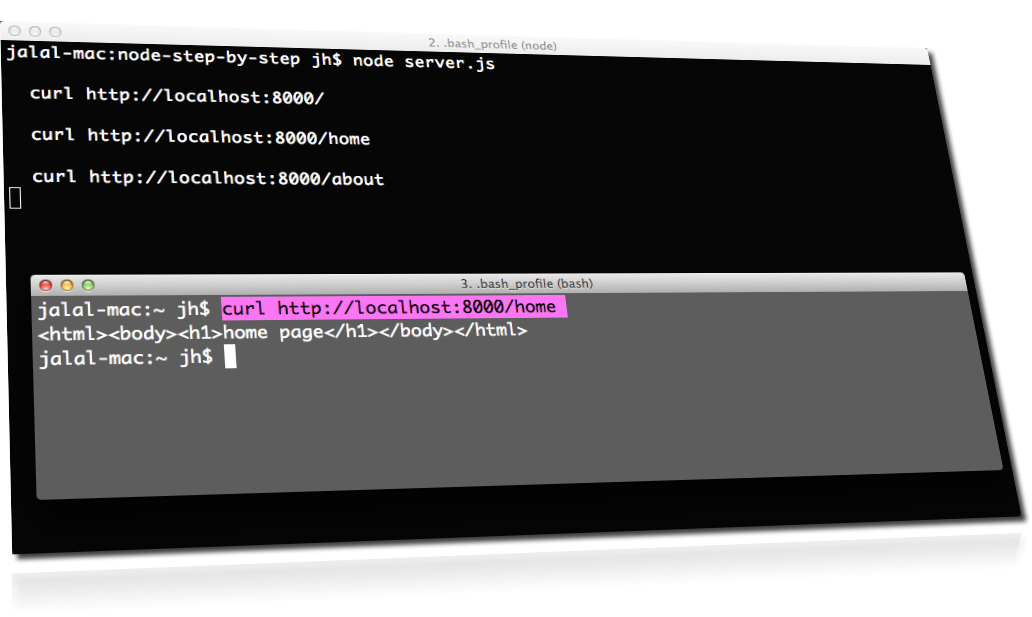 2. .bash_profile (node)
jalal-mac:node-step-by-step jh$ node server.js
curl http://localhost:8000/
curl http://localhost:8000/home
curl http://localhost:8000/about
3. .bash_profile (bash)
jalal-mac:~ jh$ curl http://localhost:8000/home
<html><body><h1>home page</h1></body></html>
jalal-mac:~ jh$